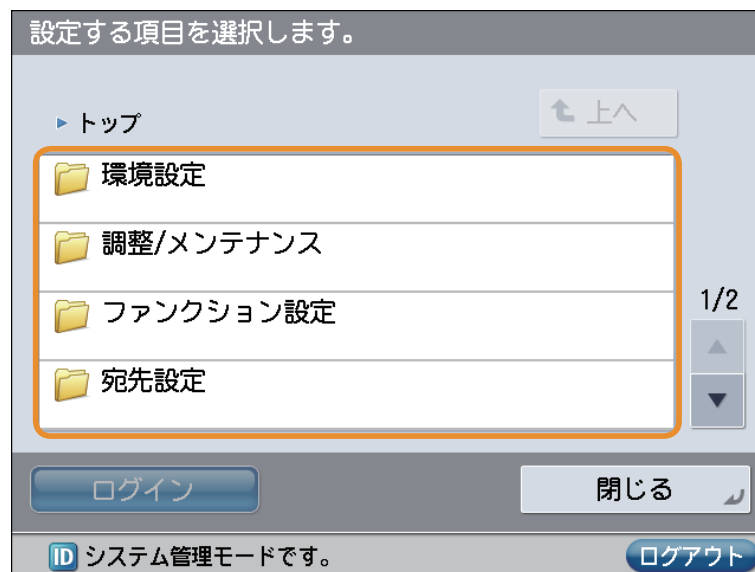 設定する項目を選択します。
トップ
上へ
環境設定
調整/メンテナンス
ファンクション設定
宛先設定
1/2
ログイン
閉じる
ID システム管理モードです。
ログアウト